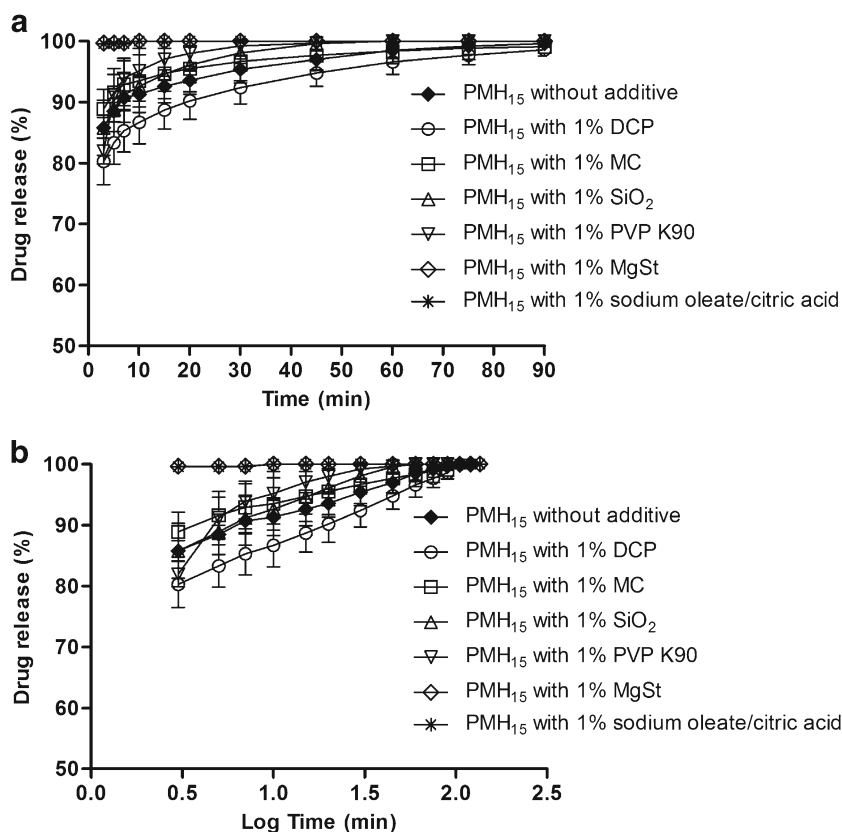 a
100
90
80
70
60
50
Drug release (%)
0 10 20 30 40 50 60 70 80 90
Time (min)
PMH₁₅ without additive
PMH₁₅ with 1% DCP
PMH₁₅ with 1% MC
PMH₁₅ with 1% SiO₂
PMH₁₅ with 1% PVP K90
PMH₁₅ with 1% MgSt
PMH₁₅ with 1% sodium oleate/citric acid
b
100
90
80
70
60
50
Drug release (%)
0.0 0.5 1.0 1.5 2.0 2.5
Log Time (min)
PMH₁₅ without additive
PMH₁₅ with 1% DCP
PMH₁₅ with 1% MC
PMH₁₅ with 1% SiO₂
PMH₁₅ with 1% PVP K90
PMH₁₅ with 1% MgSt
PMH₁₅ with 1% sodium oleate/citric acid